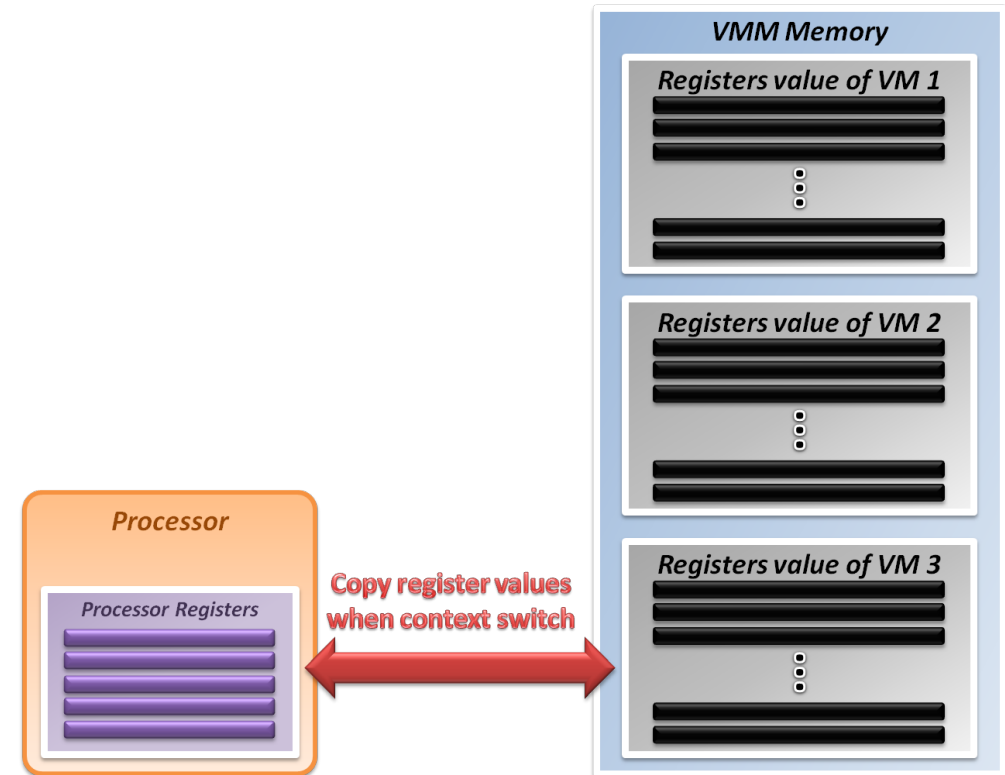 VMM Memory
Registers value of VM 1
Registers value of VM 2
Registers value of VM 3
Processor
Processor Registers
Copy register values
when context switch